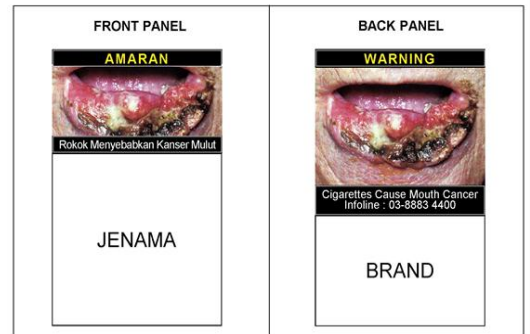 FRONT PANEL
AMARAN
Rokok Menyebabkan Kanser Mulut
JENAMA
BACK PANEL
WARNING
Cigarettes Cause Mouth Cancer
Infoline : 03-8883 4400
BRAND